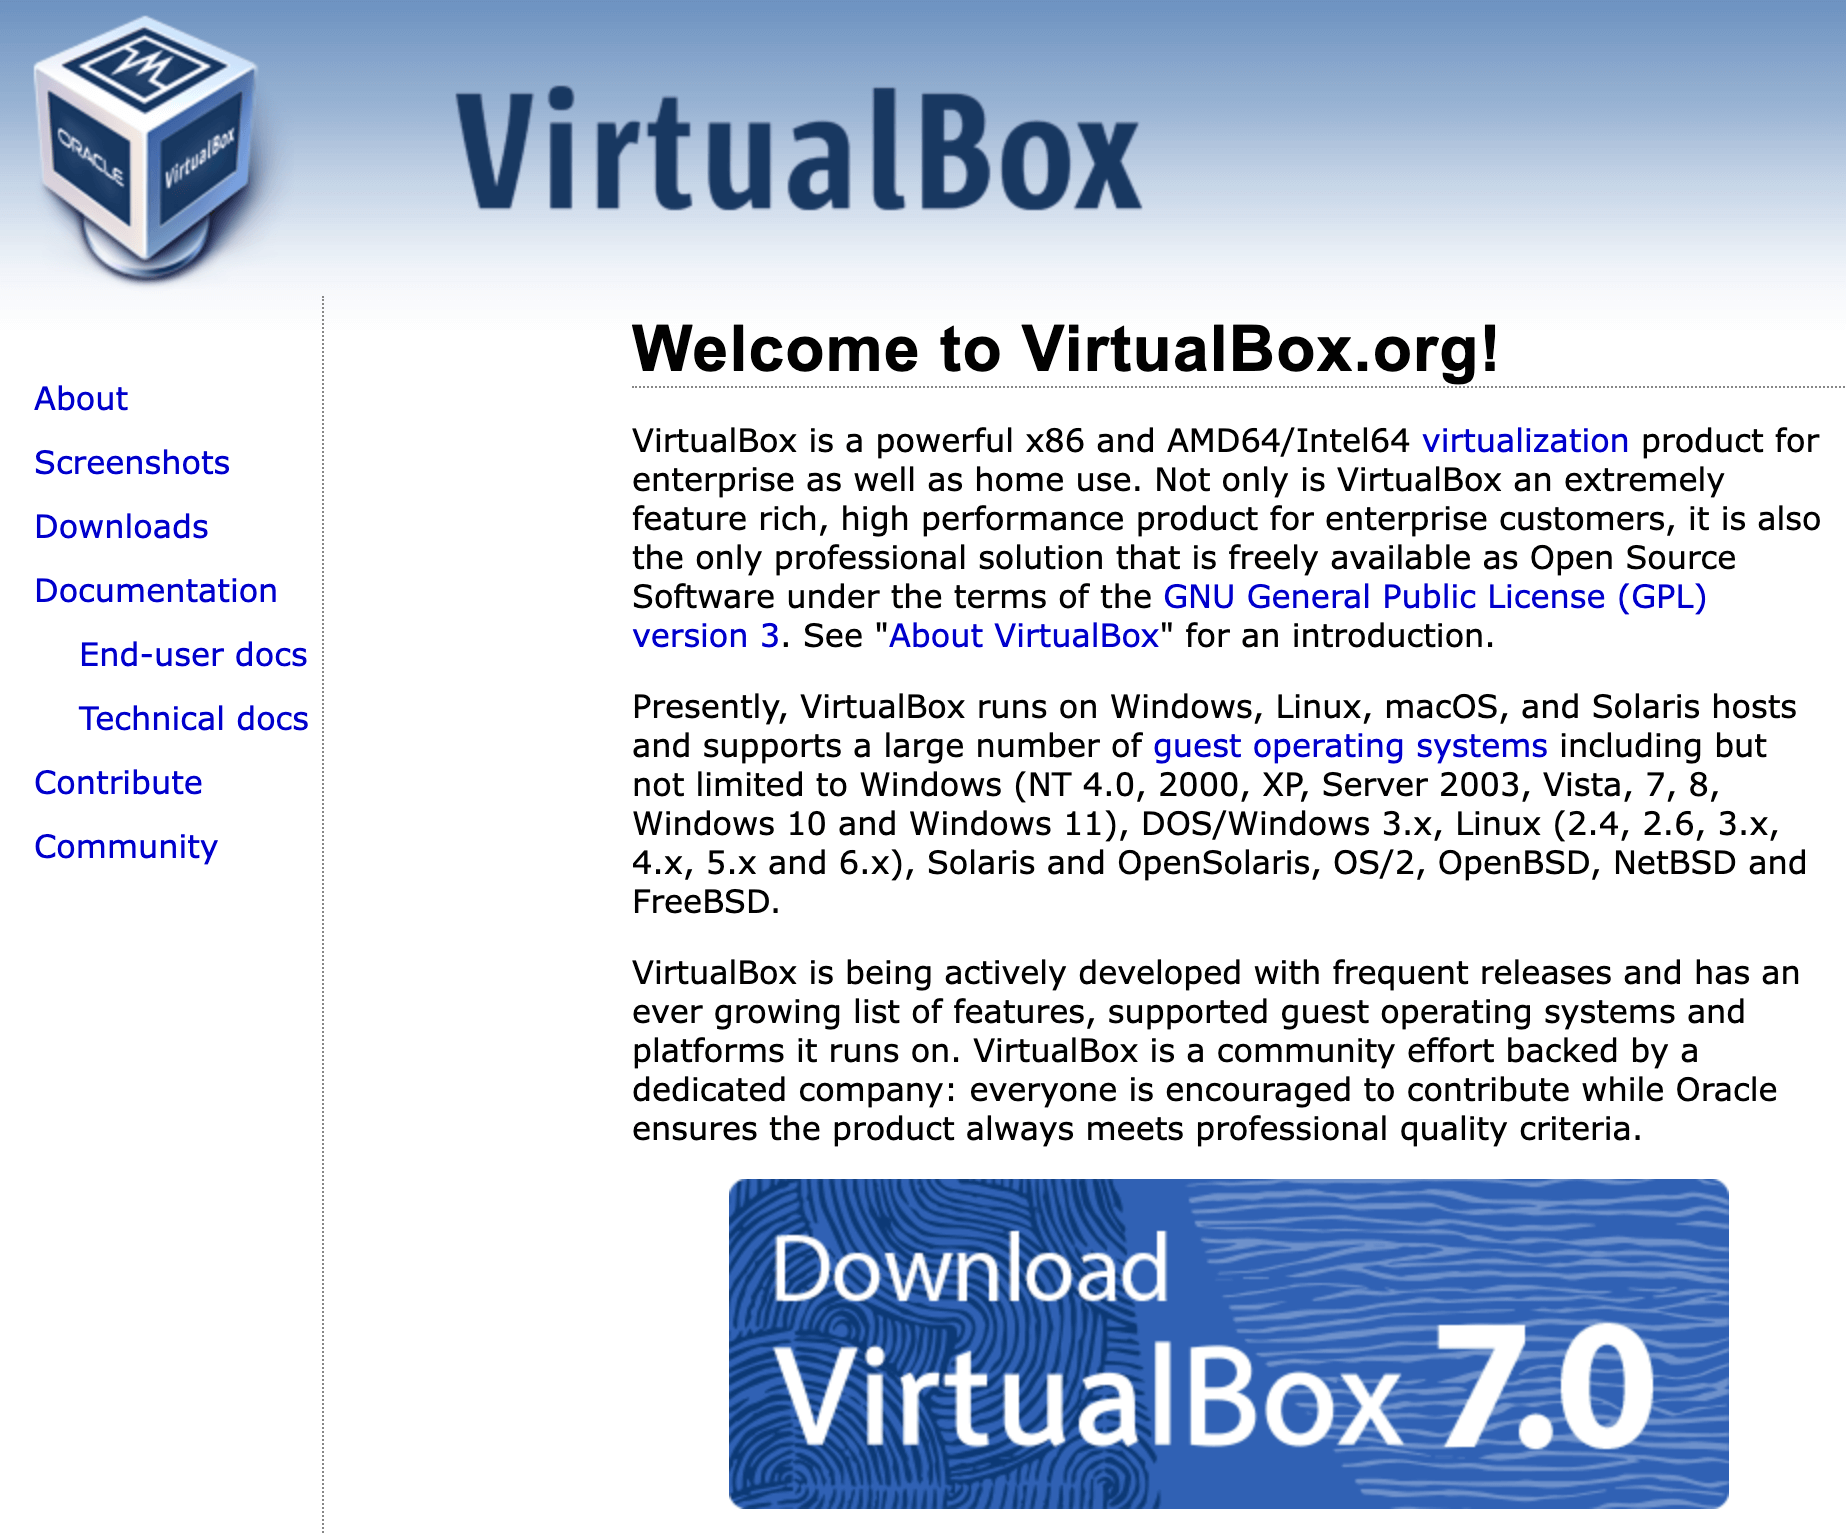 ORACLE
VirtualBox
VirtualBox
About
Screenshots
Downloads
Documentation
End-user docs
Technical docs
Contribute
Community
Welcome to VirtualBox.org!
VirtualBox is a powerful x86 and AMD64/Intel64 virtualization product for
enterprise as well as home use. Not only is VirtualBox an extremely
feature rich, high performance product for enterprise customers, it is also
the only professional solution that is freely available as Open Source
Software under the terms of the GNU General Public License (GPL)
version 3. See "About VirtualBox" for an introduction.
Presently, VirtualBox runs on Windows, Linux, macOS, and Solaris hosts
and supports a large number of guest operating systems including but
not limited to Windows (NT 4.0, 2000, XP, Server 2003, Vista, 7, 8,
Windows 10 and Windows 11), DOS/Windows 3.x, Linux (2.4, 2.6, 3.x,
4.x, 5.x and 6.x), Solaris and OpenSolaris, OS/2, OpenBSD, NetBSD and
FreeBSD.
VirtualBox is being actively developed with frequent releases and has an
ever growing list of features, supported guest operating systems and
platforms it runs on. VirtualBox is a community effort backed by a
dedicated company: everyone is encouraged to contribute while Oracle
ensures the product always meets professional quality criteria.
Download
VirtualBox 7.0